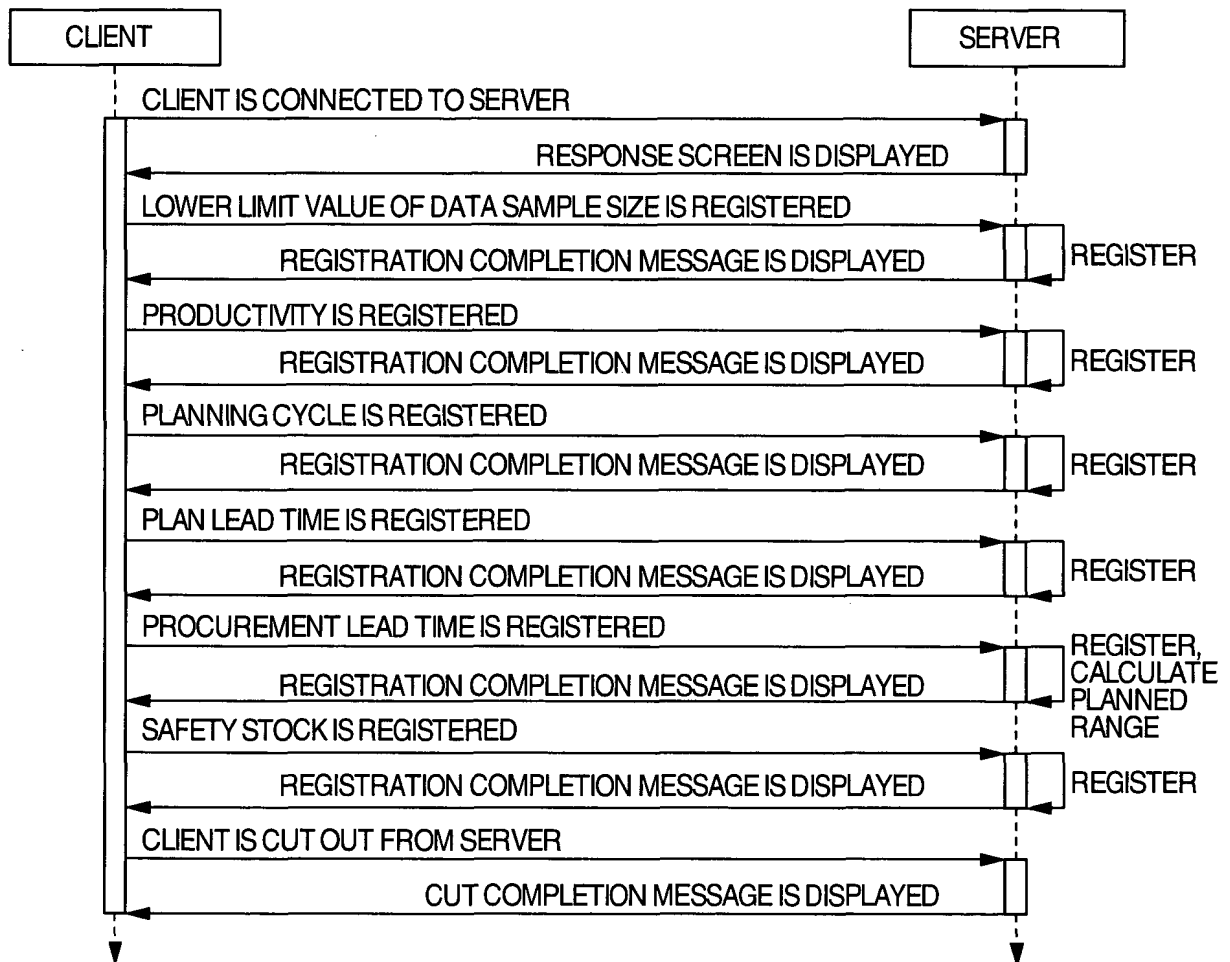 CLIENT
SERVER
CLIENT IS CONNECTED TO SERVER
RESPONSE SCREEN IS DISPLAYED
LOWER LIMIT VALUE OF DATA SAMPLE SIZE IS REGISTERED
REGISTRATION COMPLETION MESSAGE IS DISPLAYED
REGISTER
PRODUCTIVITY IS REGISTERED
REGISTRATION COMPLETION MESSAGE IS DISPLAYED
REGISTER
PLANNING CYCLE IS REGISTERED
REGISTRATION COMPLETION MESSAGE IS DISPLAYED
REGISTER
PLAN LEAD TIME IS REGISTERED
REGISTRATION COMPLETION MESSAGE IS DISPLAYED
REGISTER
PROCUREMENT LEAD TIME IS REGISTERED
REGISTRATION COMPLETION MESSAGE IS DISPLAYED
REGISTER,
CALCULATE
PLANNED
RANGE
SAFETY STOCK IS REGISTERED
REGISTRATION COMPLETION MESSAGE IS DISPLAYED
REGISTER
CLIENT IS CUT OUT FROM SERVER
CUT COMPLETION MESSAGE IS DISPLAYED